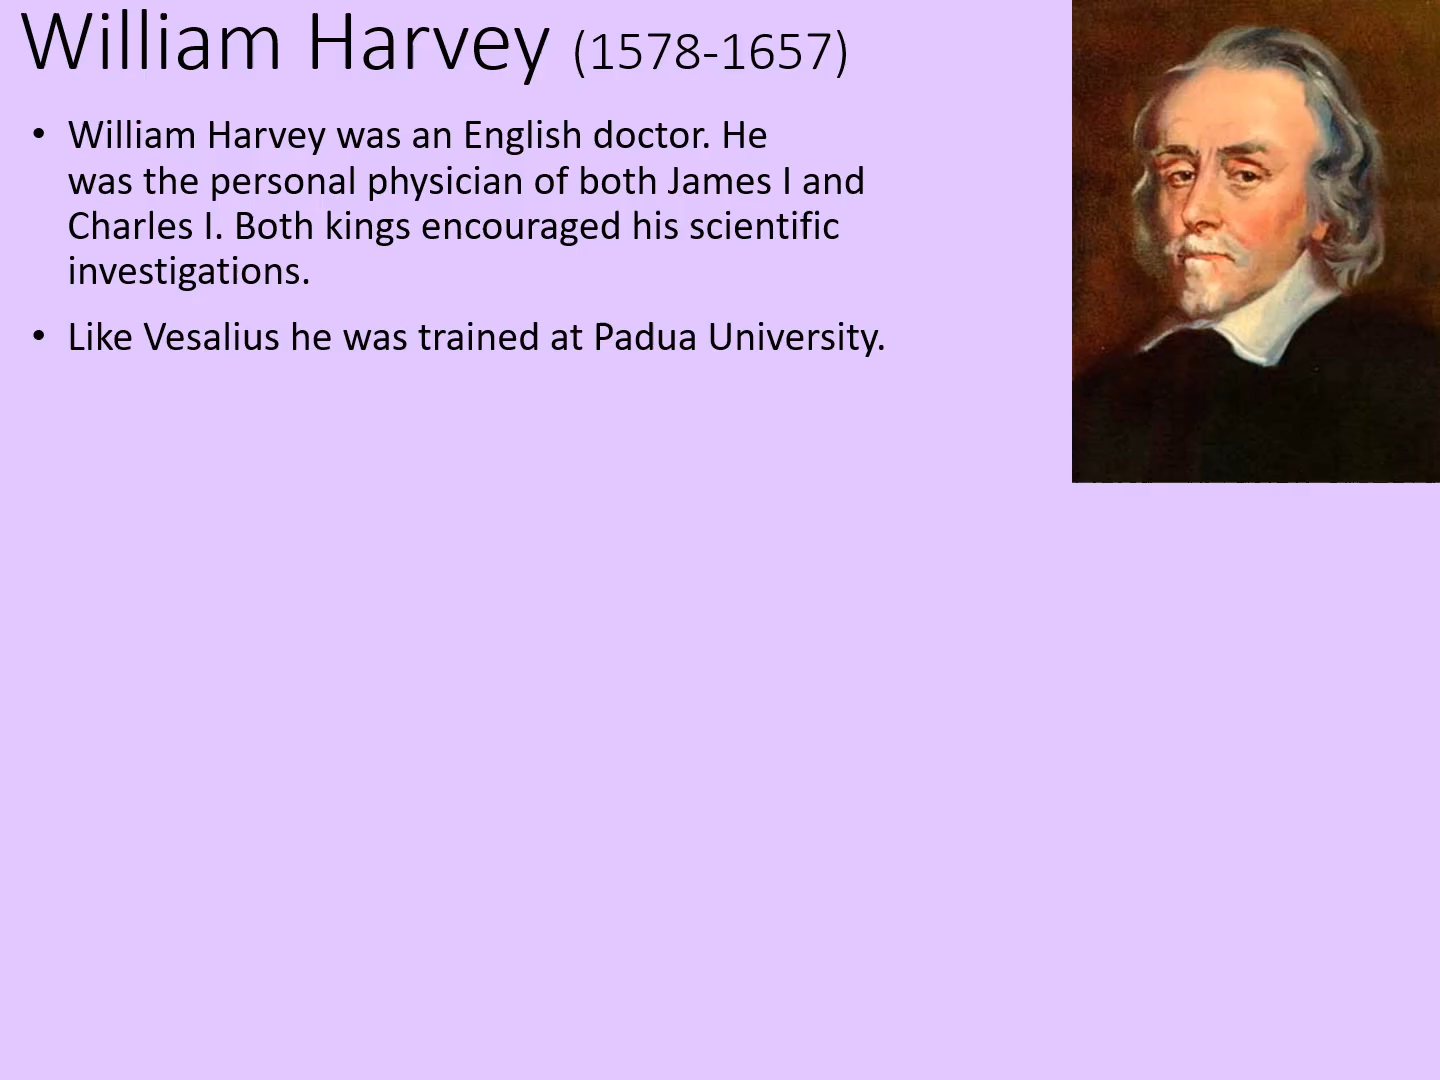 William Harvey (1578-1657)
• William Harvey was an English doctor. He
was the personal physician of both James I and
Charles I. Both kings encouraged his scientific
investigations.
• Like Vesalius he was trained at Padua University.